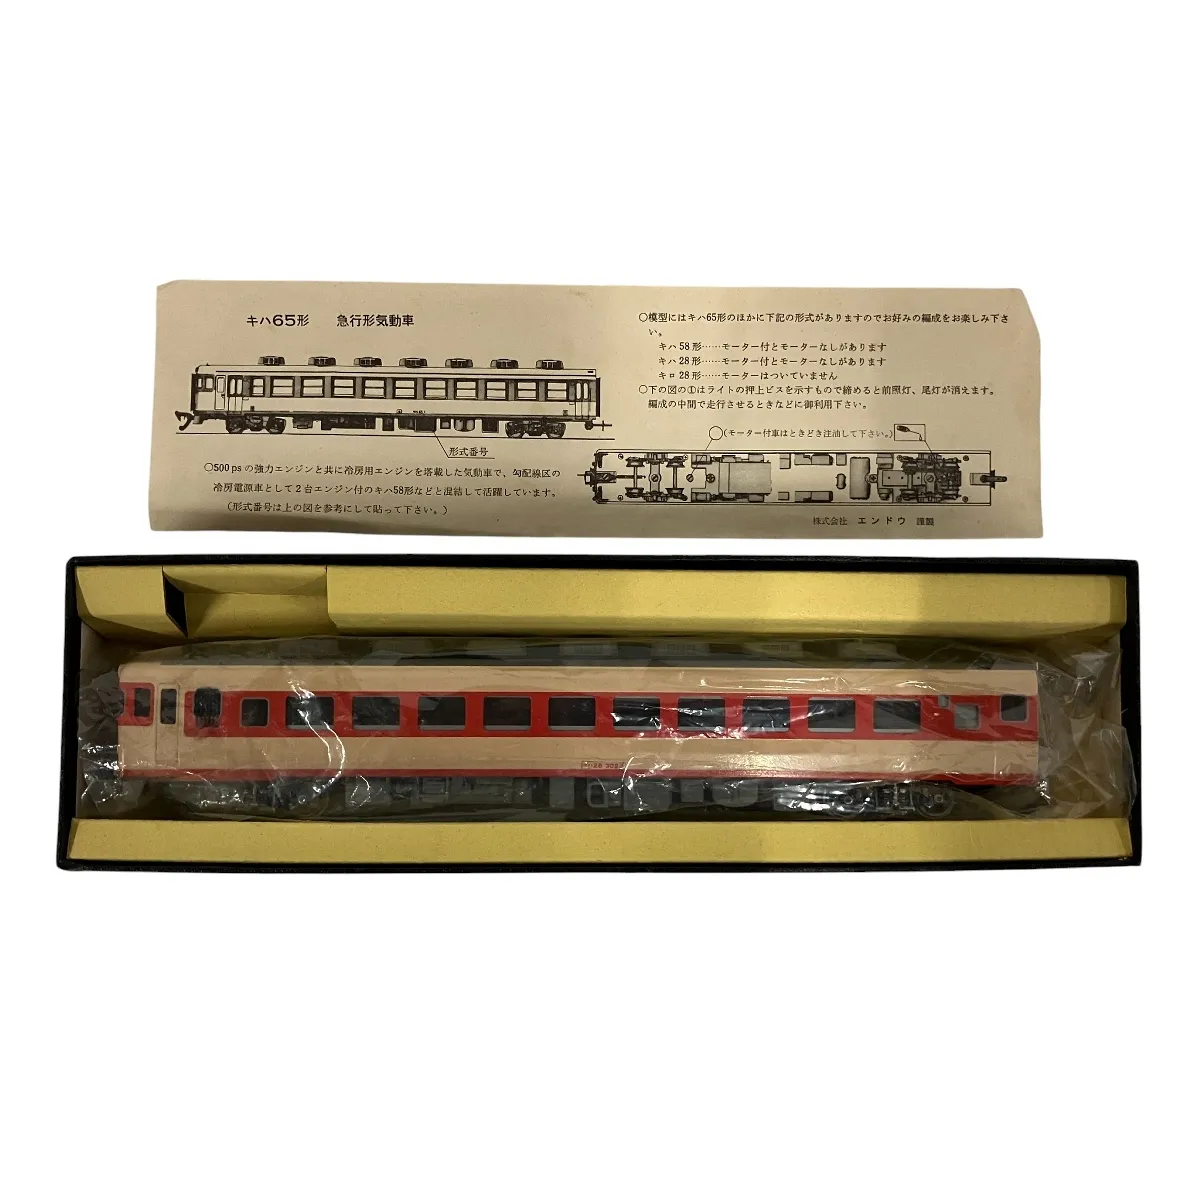 キハ65形 急行形気動車
形式番号
○500psの強力エンジンと共に冷房用エンジンを塔載した気動車で、勾配線区の
冷房電源車として2台エンジン付のキハ58形などと混結して活躍しています。
(形式番号は上の図を参考にして貼って下さい。)
○模型にはキハ65形のほかに下記の形式がありますのでお好みの編成をお楽しみ下さ
い。
キハ58形……モーター付とモーターなしがあります
キハ28形……モーター付とモーターなしがあります
キロ28形……モーターはついていません
○下の図の①はライトの押上ビスを示すもので締めると前照灯、尾灯が消えます。
編成の中間で走行させるときなどに御利用下さい。
(モーター付車はときどき注油して下さい。)
株式会社 エンドウ 謹製